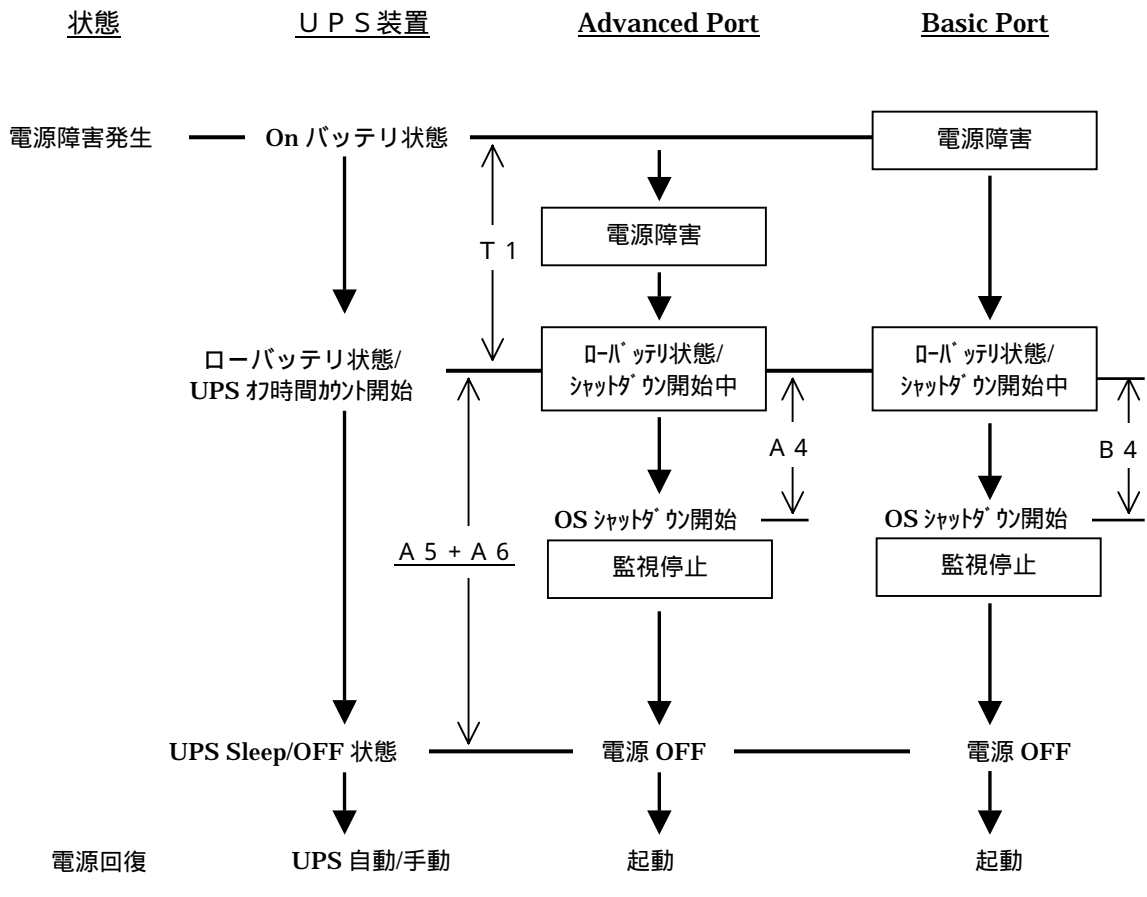 状態 ＵＰＳ装置 Advanced Port Basic Port
電源障害発生 On バッテリ状態 電源障害
電源障害
Ｔ１
ローバッテリ状態/
UPS ｵﾌ時間ｶｳﾝﾄ開始
ﾛｰﾊﾞｯﾃﾘ状態/
ｼｬｯﾄﾀﾞｳﾝ開始中
ﾛｰﾊﾞｯﾃﾘ状態/
ｼｬｯﾄﾀﾞｳﾝ開始中
Ａ４ Ｂ４
OS ｼｬｯﾄﾀﾞｳﾝ開始 OS ｼｬｯﾄﾀﾞｳﾝ開始
Ａ５+Ａ６ 監視停止 監視停止
UPS Sleep/OFF 状態 電源 OFF 電源 OFF
電源回復 UPS 自動/手動 起動 起動